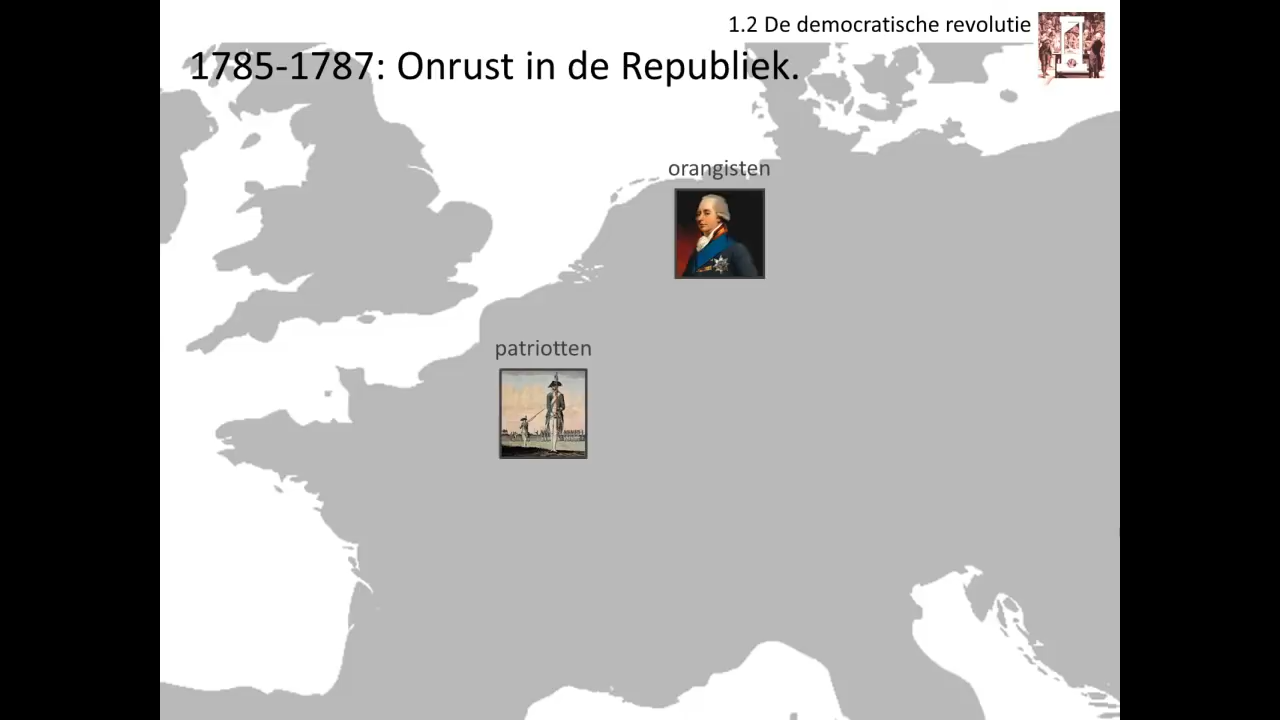 1.2 De democratische revolutie
1785-1787: Onrust in de Republiek.
orangisten
patriotten